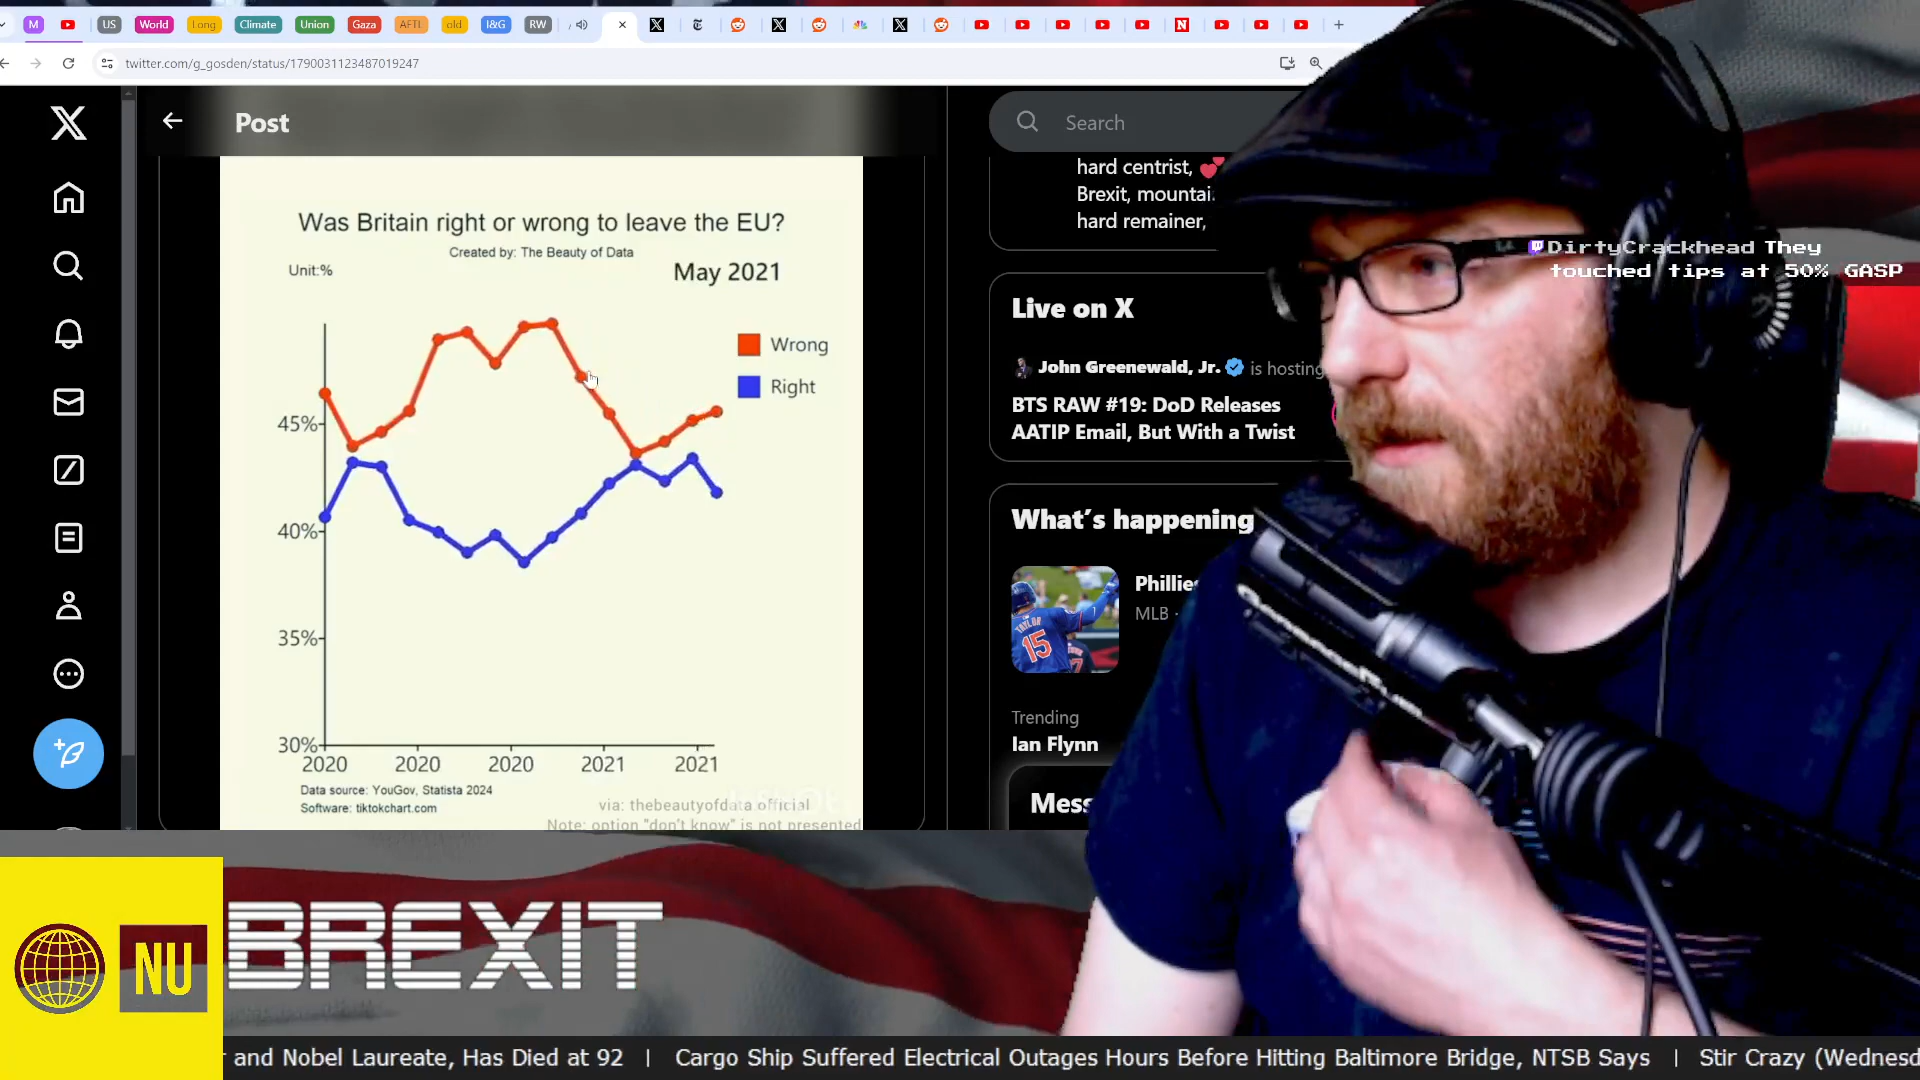 M
US
World
Long
Climate
Union
Gaza
AFTL
old
I&G
RW
twitter.com/g_gosden/status/1790031123487019247
Post
Search
hard centrist,
Brexit,
hard remainer,
Was Britain right or wrong to leave the EU?
Created by: The Beauty of Data
Unit:%
May 2021
Wrong
Right
45%
40%
35%
30%
2020 2020 2020 2021 2021
Data source: YouGov, Statista 2024
Software: tiktokchart.com
via: thebeautyofdata official
Note: option "don't know" is not presented
Live on X
John Greenewald, Jr. is hosting
BTS RAW #19: DoD Releases
AATIP Email, But With a Twist
What's happening
Phillies
MLB ·
TAYLOR
15
Trending
Ian Flynn
DirtyCrackhead They
touched tips at 50% GASP
NU
BREXIT
and Nobel Laureate, Has Died at 92 | Cargo Ship Suffered Electrical Outages Hours Before Hitting Baltimore Bridge, NTSB Says | Stir Crazy